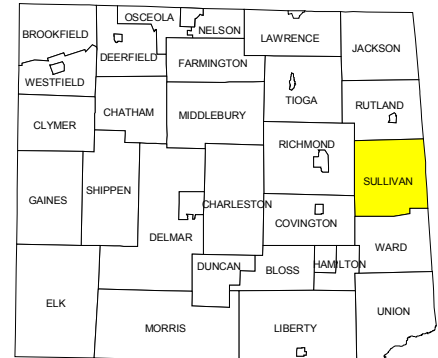 OSCEOLA
NELSON
BROOKFIELD
LAWRENCE
JACKSON
DEERFIELD
FARMINGTON
WESTFIELD
TIOGA
RUTLAND
CHATHAM
MIDDLEBURY
CLYMER
RICHMOND
SULLIVAN
SHIPPEN
GAINES
CHARLESTON
COVINGTON
DELMAR
WARD
DUNCAN
BLOSS
HAMILTON
ELK
UNION
MORRIS
LIBERTY